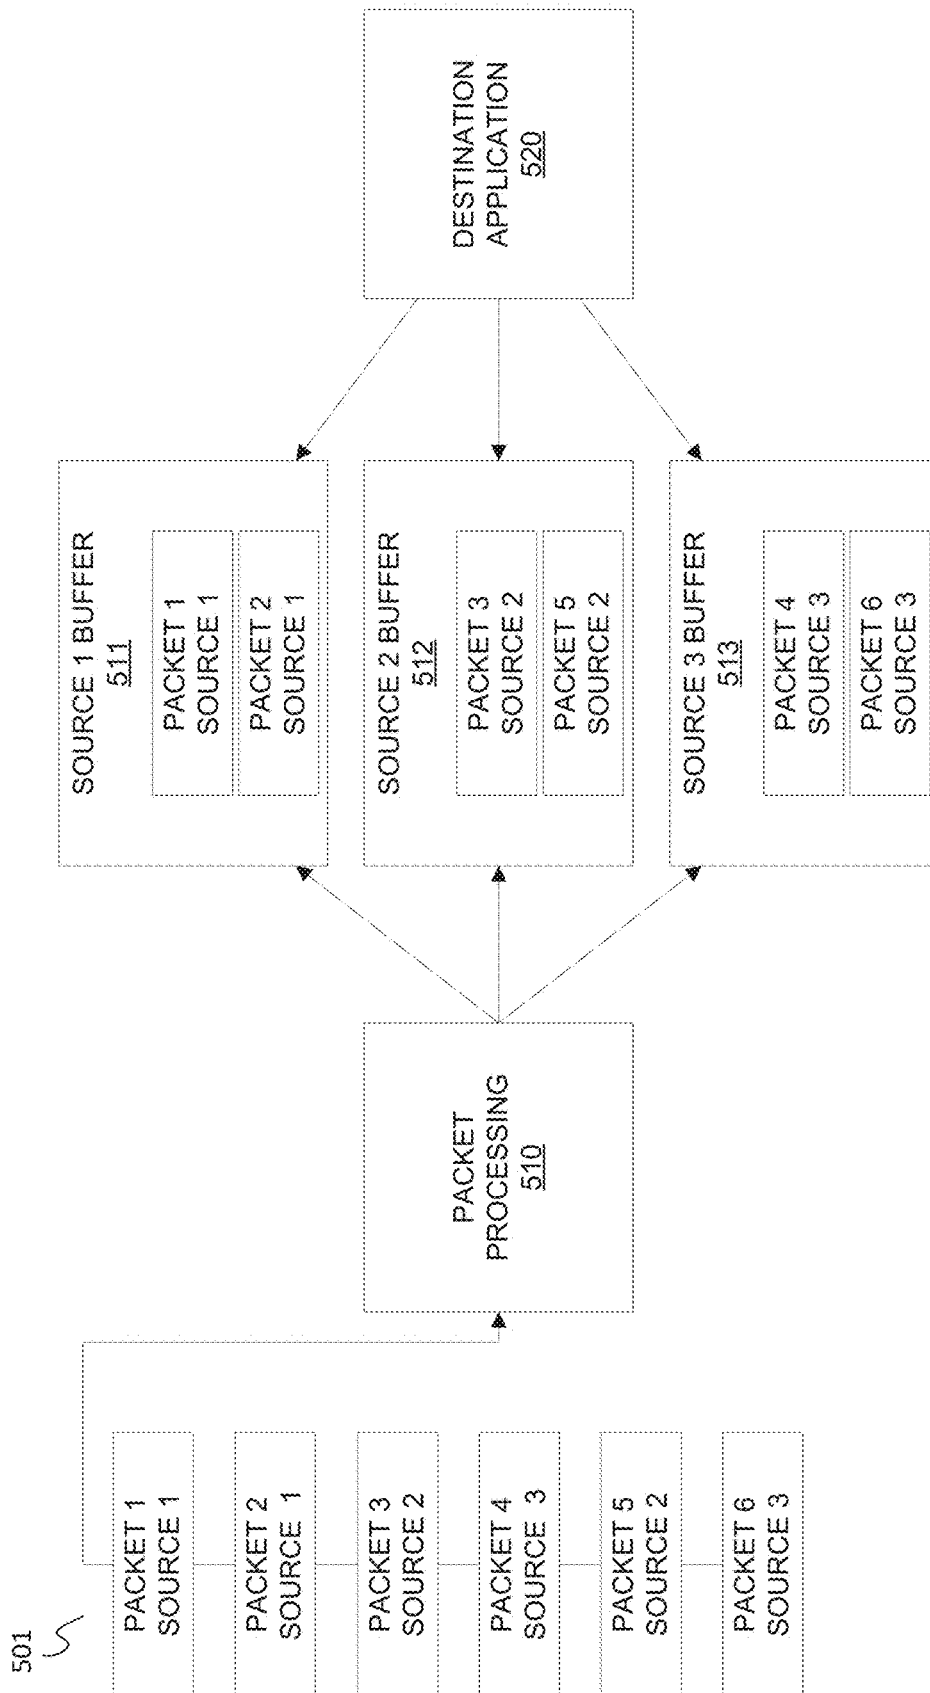 501
PACKET 1
SOURCE 1
PACKET 2
SOURCE 1
PACKET 3
SOURCE 2
PACKET 4
SOURCE 3
PACKET 5
SOURCE 2
PACKET 6
SOURCE 3
PACKET
PROCESSING
510
SOURCE 1 BUFFER
511
PACKET 1
SOURCE 1
PACKET 2
SOURCE 1
SOURCE 2 BUFFER
512
PACKET 3
SOURCE 2
PACKET 5
SOURCE 2
SOURCE 3 BUFFER
513
PACKET 4
SOURCE 3
PACKET 6
SOURCE 3
DESTINATION
APPLICATION
520